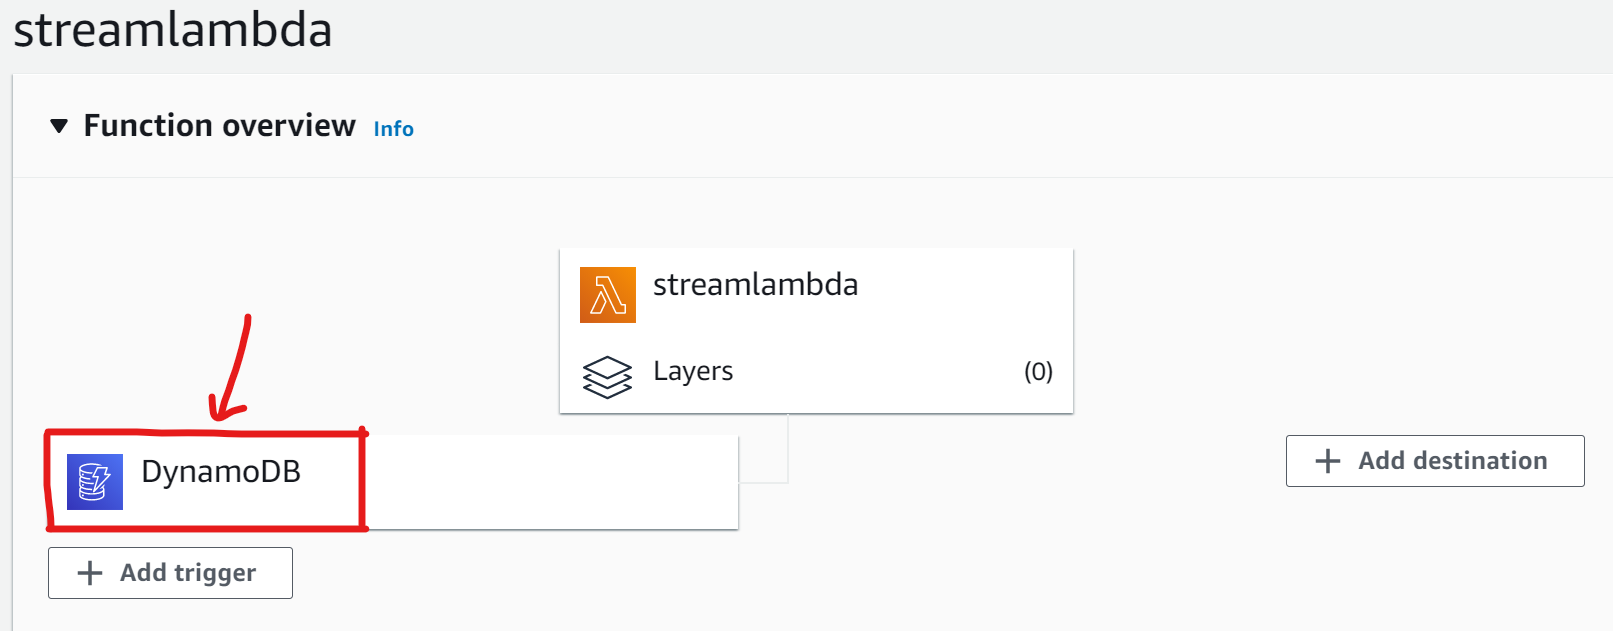 streamlambda
Function overview Info
streamlambda
Layers (0)
DynamoDB
Add destination
Add trigger